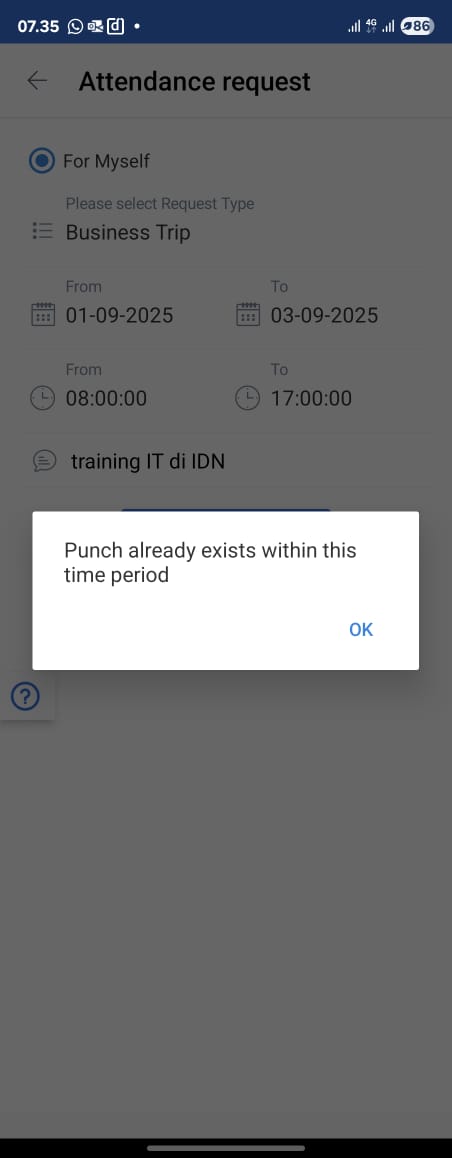 07.35
4G
86
Attendance request
For Myself
Please select Request Type
Business Trip
From To
01-09-2025 03-09-2025
From To
08:00:00 17:00:00
training IT di IDN
Punch already exists within this
time period
OK
?